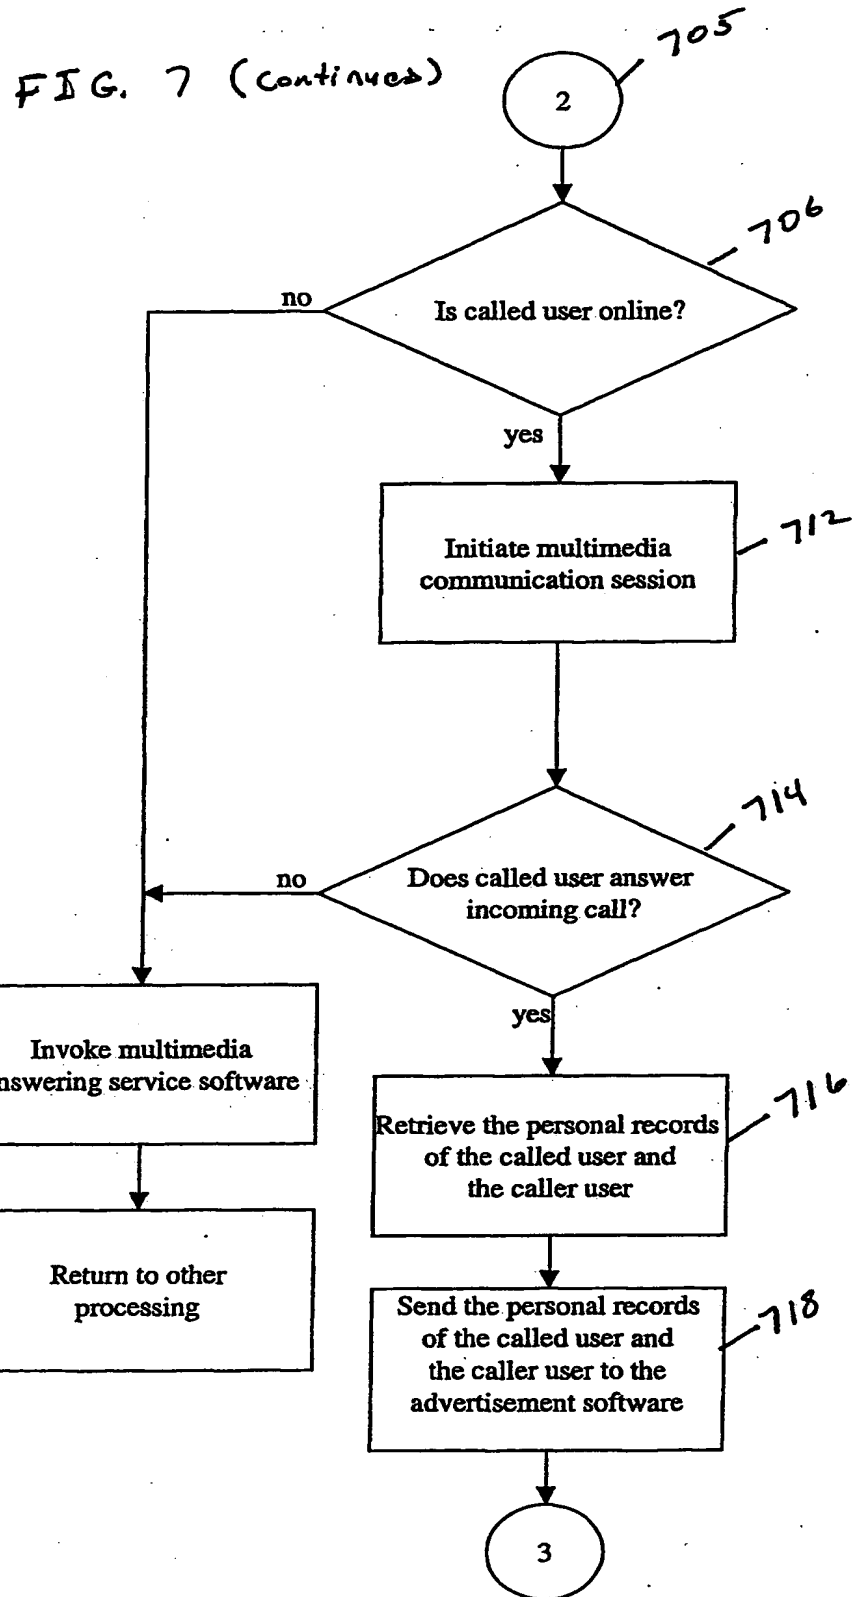 FIG. 7 (continues)
705
2
706
no
Is called user online?
yes
712
Initiate multimedia
communication session
714
no
Does called user answer
incoming call?
yes
Invoke multimedia
nswering service software
716
Retrieve the personal records
of the called user and
the caller user
Return to other
processing
718
Send the personal records
of the called user and
the caller user to the
advertisement software
3